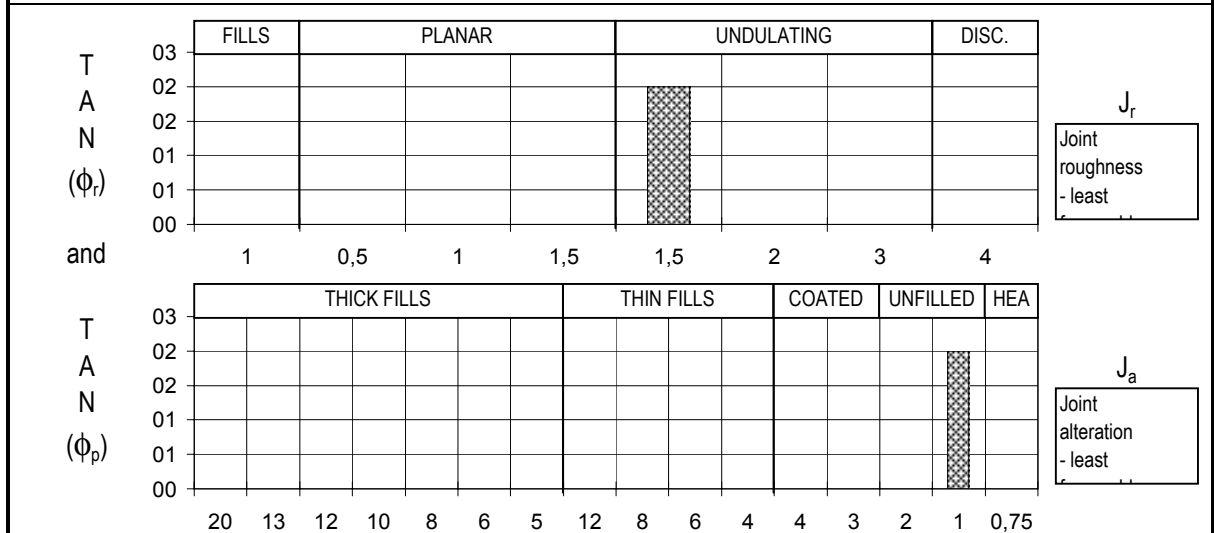 FILLS PLANAR UNDULATING DISC.
T
A
N
(ϕr)
03
02
02
01
01
00
1 0,5 1 1,5 1,5 2 3 4
Jr
Joint
roughness
- least
and
THICK FILLS THIN FILLS COATED UNFILLED HEA
T
A
N
(ϕp)
03
02
02
01
01
00
20 13 12 10 8 6 5 12 8 6 4 4 3 2 1 0,75
Ja
Joint
alteration
- least